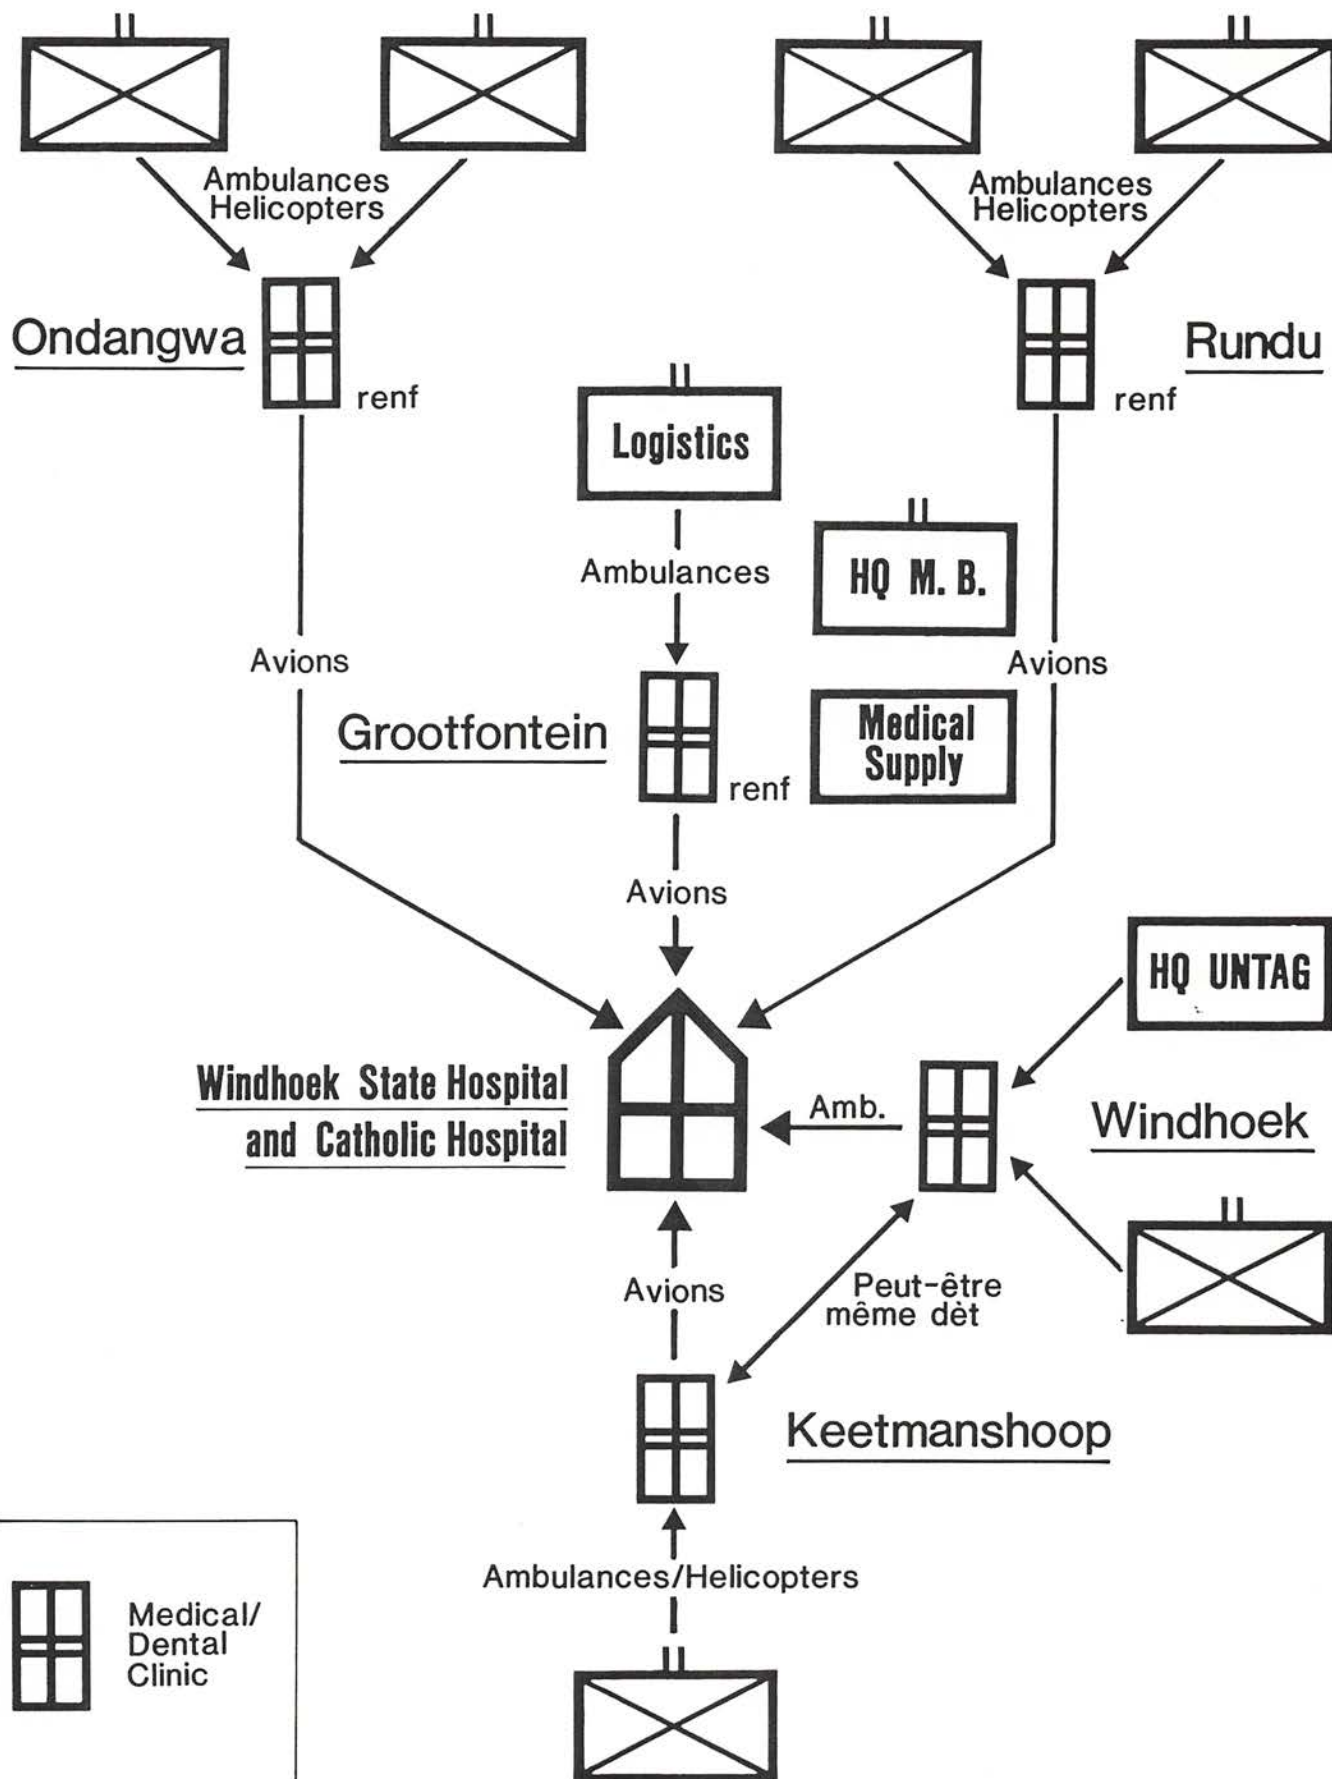 Ambulances
Helicopters
Ambulances
Helicopters
Ondangwa
renf
Rundu
renf
Logistics
Ambulances
HQ M. B.
Avions
Avions
Grootfontein
renf
Medical
Supply
Avions
HQ UNTAG
Windhoek State Hospital
and Catholic Hospital
Amb.
Windhoek
Avions
Peut-être
même dèt
Keetmanshoop
Ambulances/Helicopters
Medical/
Dental
Clinic